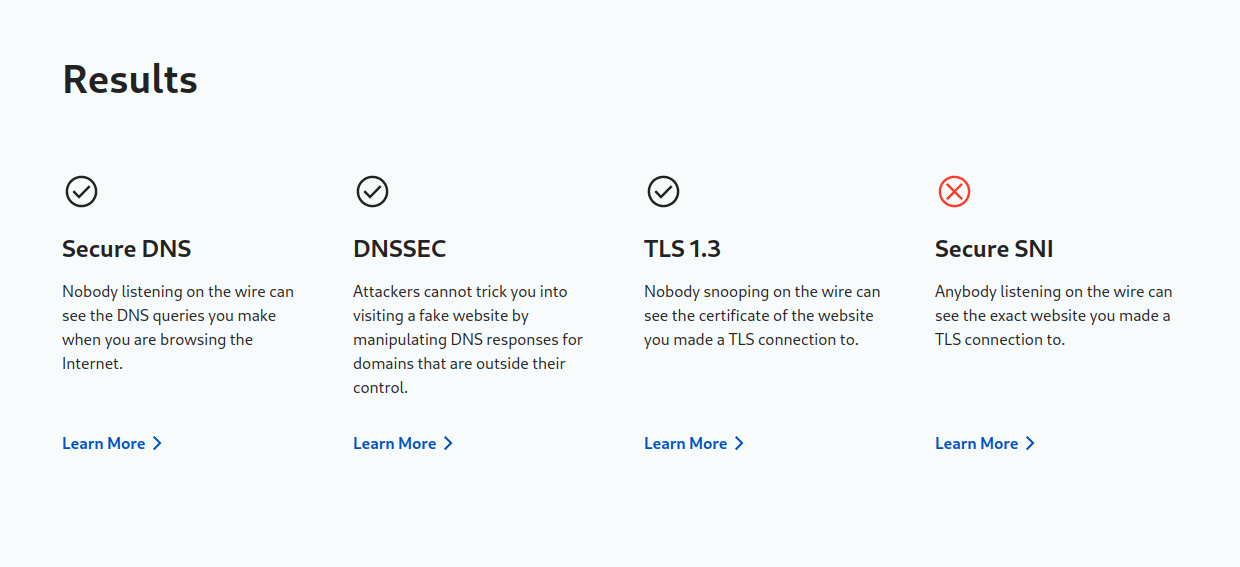 Results
Secure DNS
Nobody listening on the wire can
see the DNS queries you make
when you are browsing the
Internet.
Learn More
DNSSEC
Attackers cannot trick you into
visiting a fake website by
manipulating DNS responses for
domains that are outside their
control.
Learn More
TLS 1.3
Nobody snooping on the wire can
see the certificate of the website
you made a TLS connection to.
Learn More
Secure SNI
Anybody listening on the wire can
see the exact website you made a
TLS connection to.
Learn More